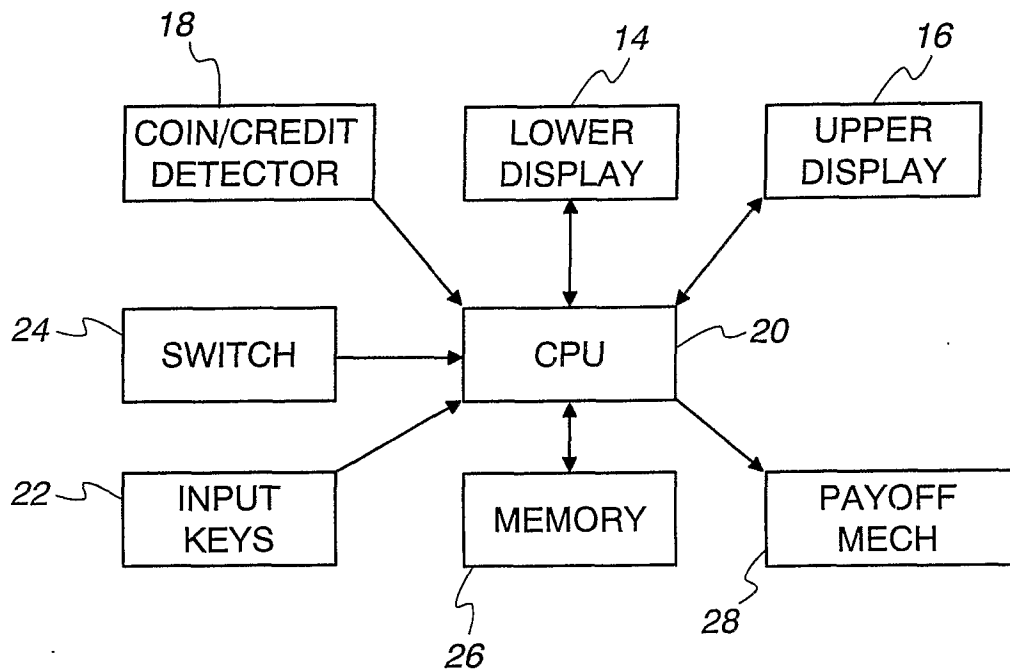 18
14
16
COIN/CREDIT
DETECTOR
LOWER
DISPLAY
UPPER
DISPLAY
24
SWITCH
CPU
20
22
INPUT
KEYS
MEMORY
PAYOFF
MECH
26
28